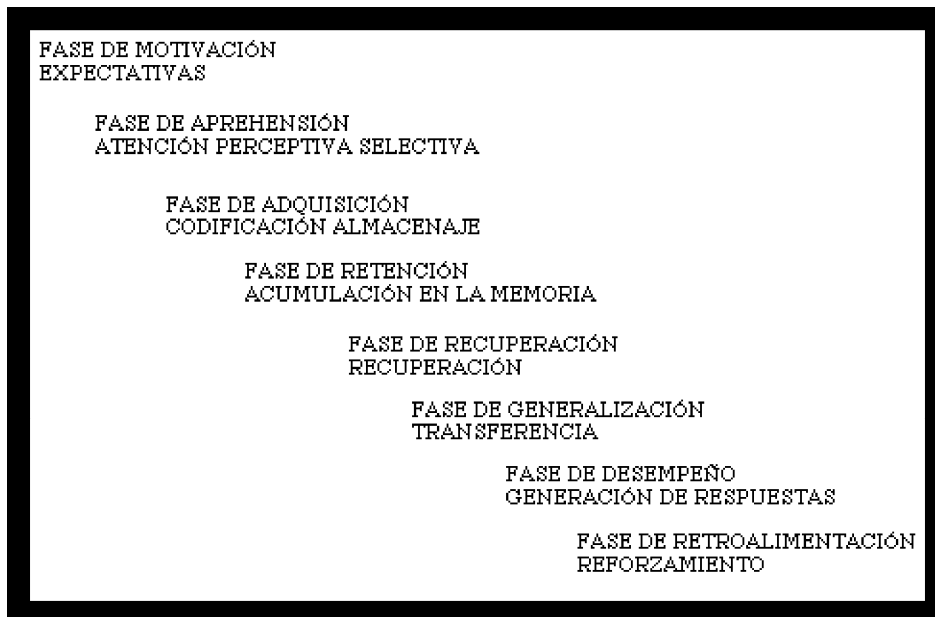 FASE DE MOTIVACIÓN
EXPECTATIVAS
FASE DE APREHENSIÓN
ATENCIÓN PERCEPTIVA SELECTIVA
FASE DE ADQUISICIÓN
CODIFICACIÓN ALMACENAJE
FASE DE RETENCIÓN
ACUMULACIÓN EN LA MEMORIA
FASE DE RECUPERACIÓN
RECUPERACIÓN
FASE DE GENERALIZACIÓN
TRANSFERENCIA
FASE DE DESEMPEÑO
GENERACIÓN DE RESPUESTAS
FASE DE RETROALIMENTACIÓN
REFORZAMIENTO